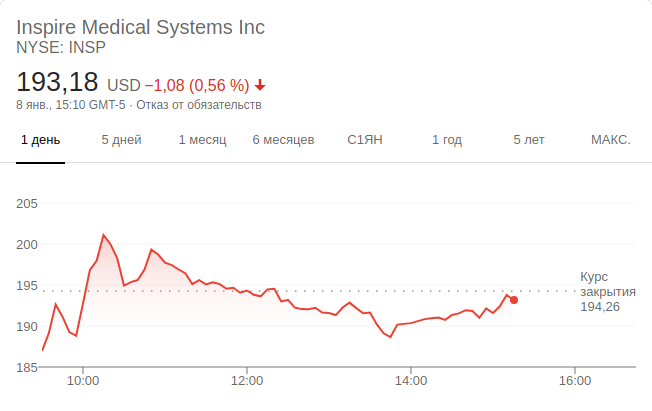 Inspire Medical Systems Inc
NYSE: INSP
193,18 USD −1,08 (0,56 %)
8 янв., 15:10 GMT-5 · Отказ от обязательств
1 день 5 дней 1 месяц 6 месяцев С1ЯН 1 год 5 лет МАКС.
205
200
195
190
185
Курс
закрытия
194,26
10:00 12:00 14:00 16:00